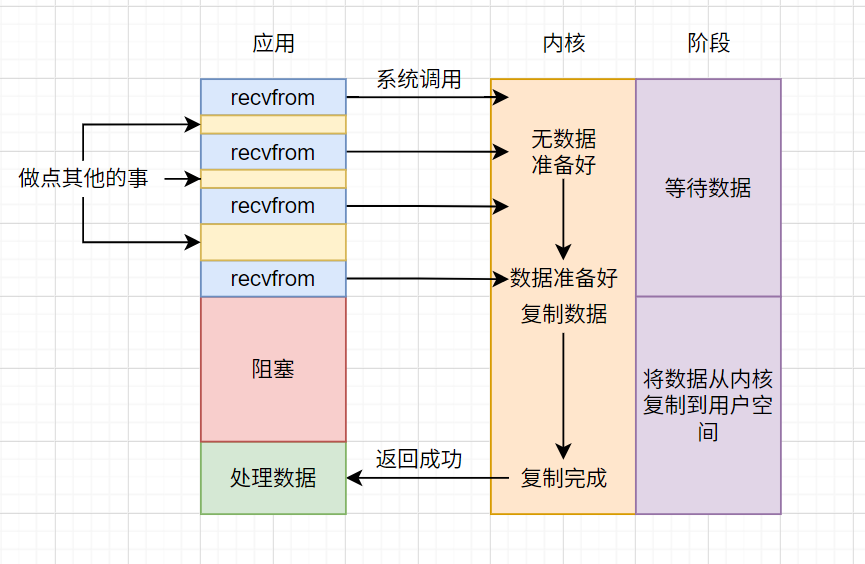 应用
内核
阶段
系统调用
recvfrom
recvfrom
recvfrom
recvfrom
做点其他的事
无数据
准备好
数据准备好
复制数据
等待数据
阻塞
将数据从内核
复制到用户空
间
返回成功
处理数据
复制完成